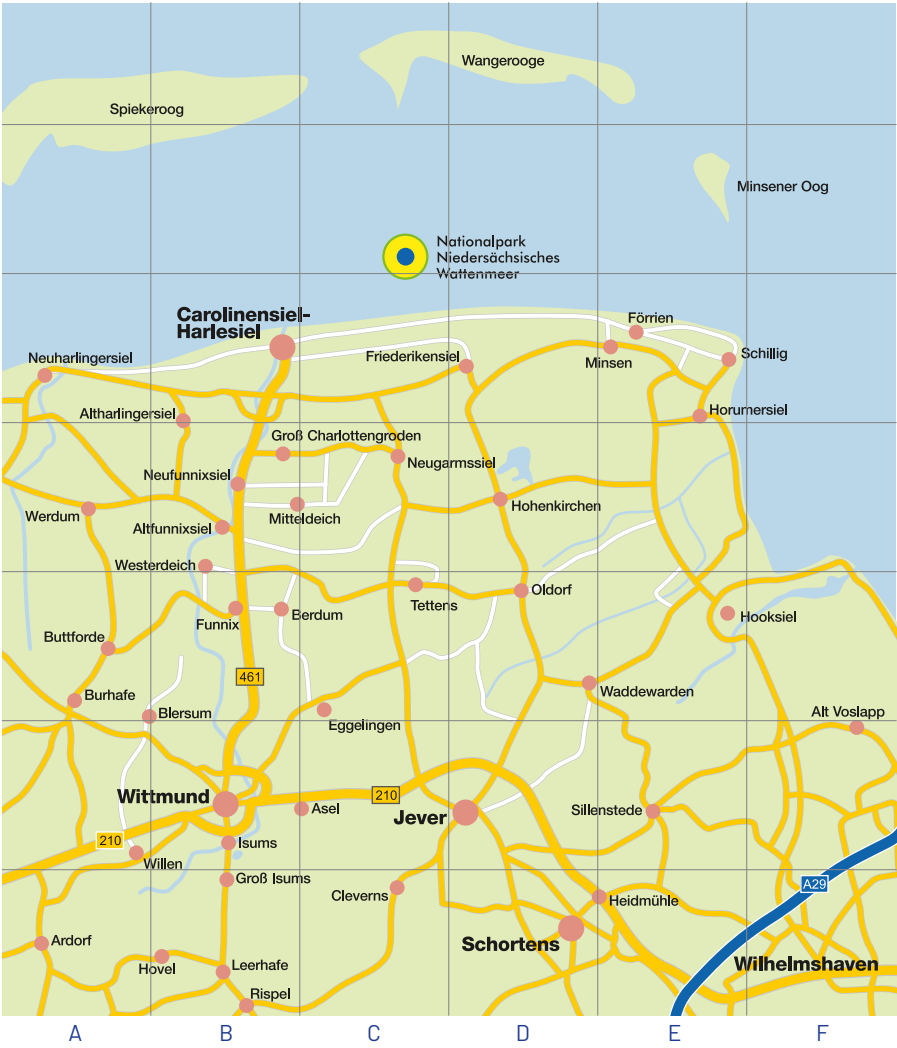 Wangerooge
Spiekeroog
Minsener Oog
Nationalpark
Niedersächsisches
Wattenmeer
Carolinensiel-
Harlesiel
Förrien
Neuharlingersiel
Friederikensiel
Minsen
Schillig
Altharlingersiel
Horumersiel
Groß Charlottengroden
Neugarmssiel
Neufunnixsiel
Werdum
Mitteldeich
Hohenkirchen
Altfunnixsiel
Westerdeich
Oldorf
Tettens
Berdum
Funnix
Hooksiel
Buttforde
461
Burhafe
Waddewarden
Blersum
Eggelingen
Alt Voslapp
Wittmund
210
Asel
Jever
Sillenstede
210
Isums
Willen
Groß Isums
A29
Cleverns
Heidmühle
Ardorf
Schortens
Hovel
Leerhafe
Wilhelmshaven
Rispel
A B C D E F